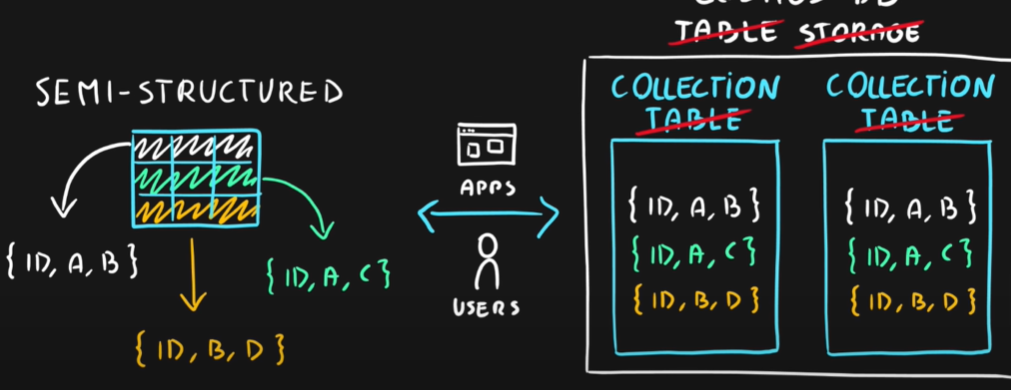 TABLE STORAGE
SEMI-STRUCTURED
{ ID, A, B }
{ ID, A, C }
{ ID, B, D }
APPS
USERS
COLLECTION
TABLE
{ ID, A, B }
{ ID, A, C }
{ ID, B, D }
COLLECTION
TABLE
{ ID, A, B }
{ ID, A, C }
{ ID, B, D }